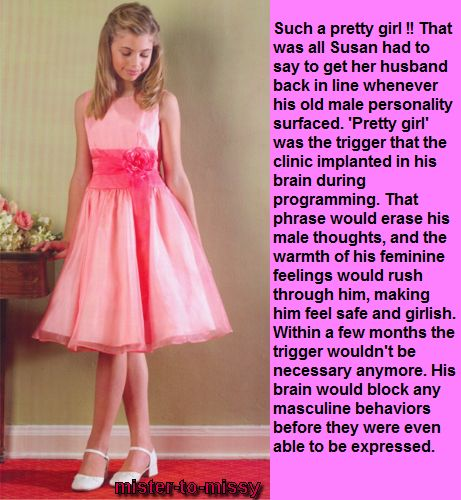 Such a pretty girl !! That
was all Susan had to
say to get her husband
back in line whenever
his old male personality
surfaced. 'Pretty girl'
was the trigger that the
clinic implanted in his
brain during
programming. That
phrase would erase his
male thoughts, and the
warmth of his feminine
feelings would rush
through him, making
him feel safe and girlish.
Within a few months the
trigger wouldn't be
necessary anymore. His
brain would block any
masculine behaviors
before they were even
able to be expressed.
mister-to-missy